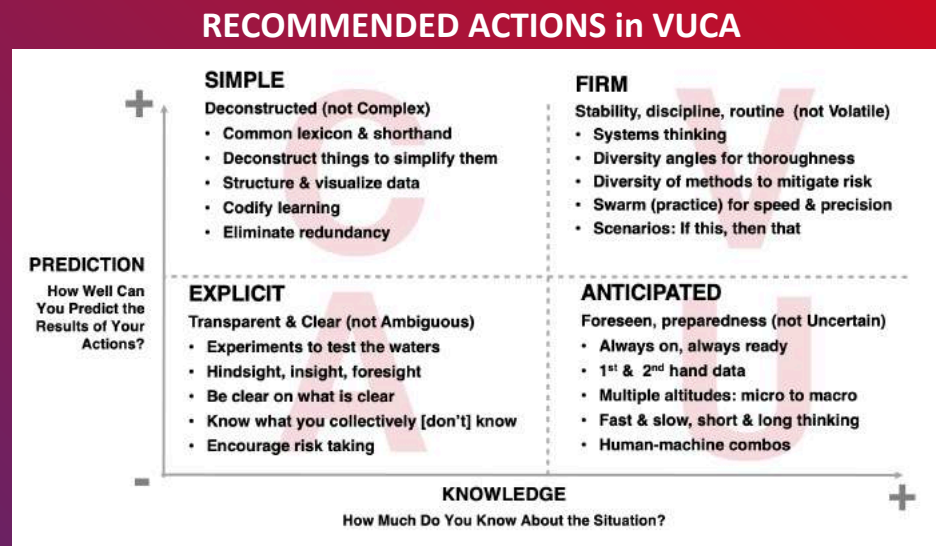 RECOMMENDED ACTIONS in VUCA
+
SIMPLE
Deconstructed (not Complex)
• Common lexicon & shorthand
• Deconstruct things to simplify them
• Structure & visualize data
• Codify learning
• Eliminate redundancy
C
FIRM
Stability, discipline, routine (not Volatile)
• Systems thinking
• Diversity angles for thoroughness
• Diversity of methods to mitigate risk
• Swarm (practice) for speed & precision
• Scenarios: If this, then that
V
PREDICTION
How Well Can
You Predict the
Results of Your
Actions?
EXPLICIT
Transparent & Clear (not Ambiguous)
• Experiments to test the waters
• Hindsight, insight, foresight
• Be clear on what is clear
• Know what you collectively [don't] know
• Encourage risk taking
A
ANTICIPATED
Foreseen, preparedness (not Uncertain)
• Always on, always ready
• 1st & 2nd hand data
• Multiple altitudes: micro to macro
• Fast & slow, short & long thinking
• Human-machine combos
U
-
KNOWLEDGE
+
How Much Do You Know About the Situation?